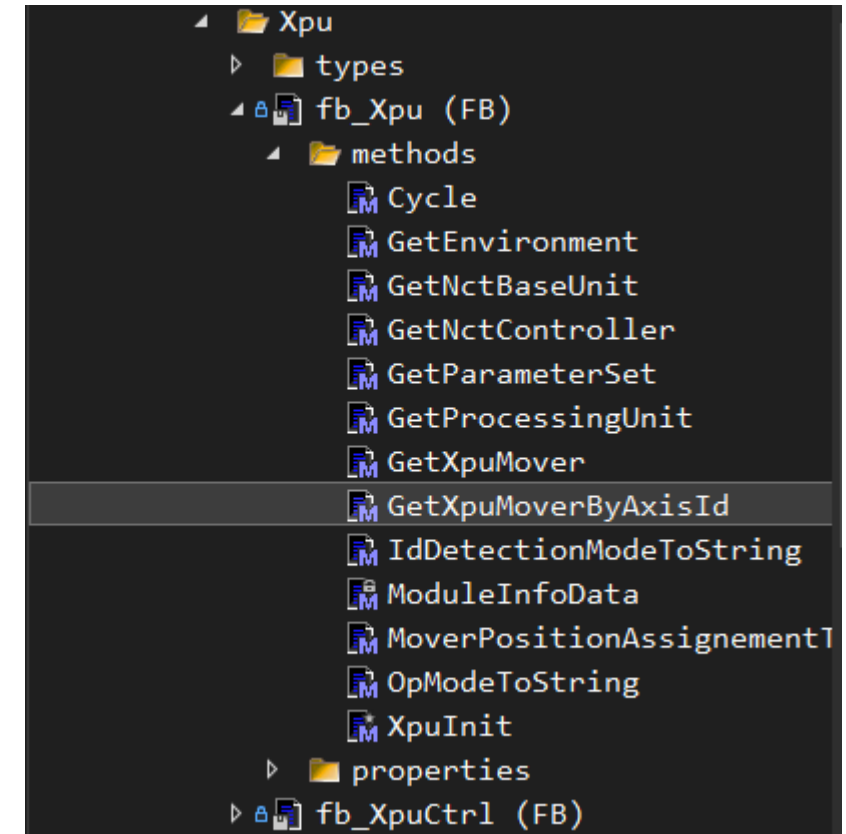 Xpu
types
fb_Xpu (FB)
methods
Cycle
GetEnvironment
GetNctBaseUnit
GetNctController
GetParameterSet
GetProcessingUnit
GetXpuMover
GetXpuMoverByAxisId
IdDetectionModeToString
ModuleInfoData
MoverPositionAssignementT
OpModeToString
XpuInit
properties
fb_XpuCtrl (FB)